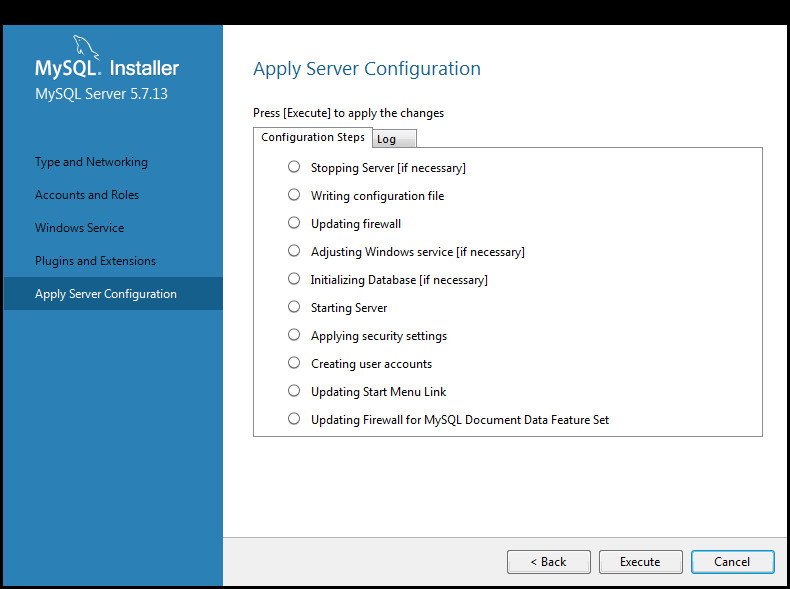 MySQL. Installer
MySQL Server 5.7.13
Type and Networking
Accounts and Roles
Windows Service
Plugins and Extensions
Apply Server Configuration
Apply Server Configuration
Press [Execute] to apply the changes
Configuration Steps Log
Stopping Server [if necessary]
Writing configuration file
Updating firewall
Adjusting Windows service [if necessary]
Initializing Database [if necessary]
Starting Server
Applying security settings
Creating user accounts
Updating Start Menu Link
Updating Firewall for MySQL Document Data Feature Set
< Back Execute Cancel